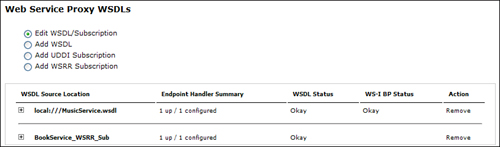 Web Service Proxy WSDLs
Edit WSDL/Subscription
Add WSDL
Add UDDI Subscription
Add WSRR Subscription
WSDL Source Location Endpoint Handler Summary WSDL Status WS-I BP Status Action
local:///MusicService.wsdl 1 up / 1 configured Okay Okay Remove
BookService_WSRR_Sub 1 up / 1 configured Okay Remove